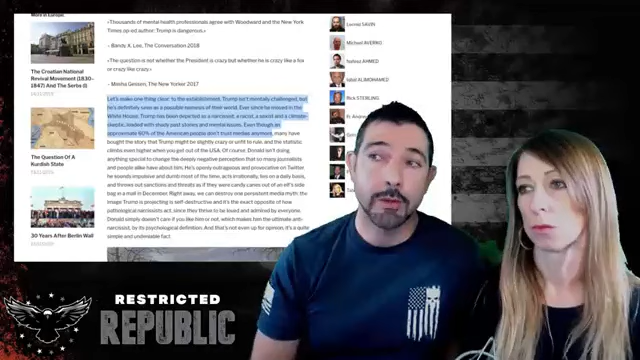 More in Europe:
The Croatian National
Revival Movement (1830–
1847) And The Serbs (I)
The Question Of A
Kurdish State
30 Years After Berlin Wall
«Thousands of mental health professionals agree with Woodward and the New York
Times op-ed author: Trump is dangerous.»
– Bandy X. Lee, The Conversation 2018
«The question is not whether the President is crazy but whether he is crazy like a fox
or crazy like crazy.»
– Masha Gessen, The New Yorker 2017
Let's make one thing clear to the establishment. Trump isn't mentally challenged, but
he's definitely seen as a possible nemesis of their world. Ever since he moved in the
White House, Trump has been depicted as a narcissist, a racist, a sexist and a climate-
skeptic, loaded with shady past stories and mental issues. Even though an
approximate 60% of the American people don't trust medias anymore, many have
bought the story that Trump might be slightly crazy or unfit to rule, and the statistic
climbs even higher when you get out of the USA. Of course, Donald isn't doing
anything special to change the deeply negative perception that so many journalists
and people alike have about him. He's openly outrageous and provocative on Twitter,
he sounds impulsive and dumb most of the time, acts irrationally, lies on a daily basis
and throws out sanctions and threats as if they were candy canes out of an elf's side
bag in a mall in December. Right away, we can destroy one persistent media myth: the
image Trump is projecting is self-destructive and it's the exact opposite of how
pathological narcissists act, since they thrive to be loved and admired by everyone.
Donald simply doesn't care if you like him or not, which makes him the ultimate anti-
narcissist, by its psychological definition. And that's not even up for opinion, it's a quite
simple and undeniable fact.
Leonid SAVIN
Michael AVERKO
Nafeez AHMED
Iqbal ALIMOHAMED
Rick STERLING
RESTRICTED
REPUBLIC